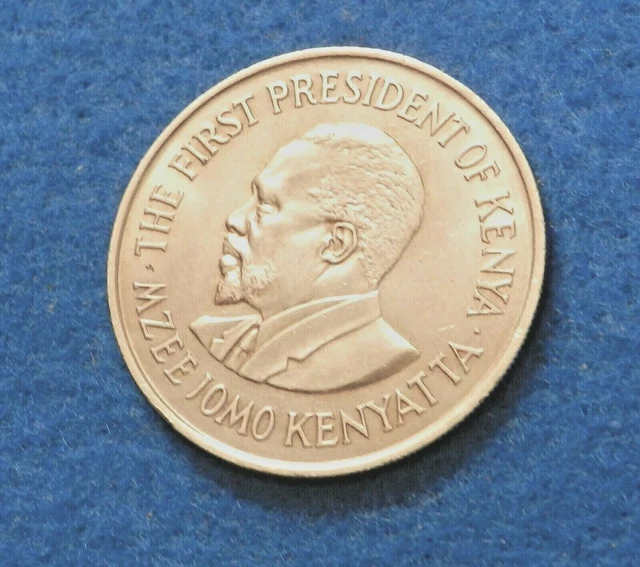 THE FIRST PRESIDENT OF KENYA
MZEE JOMO KENYATTA